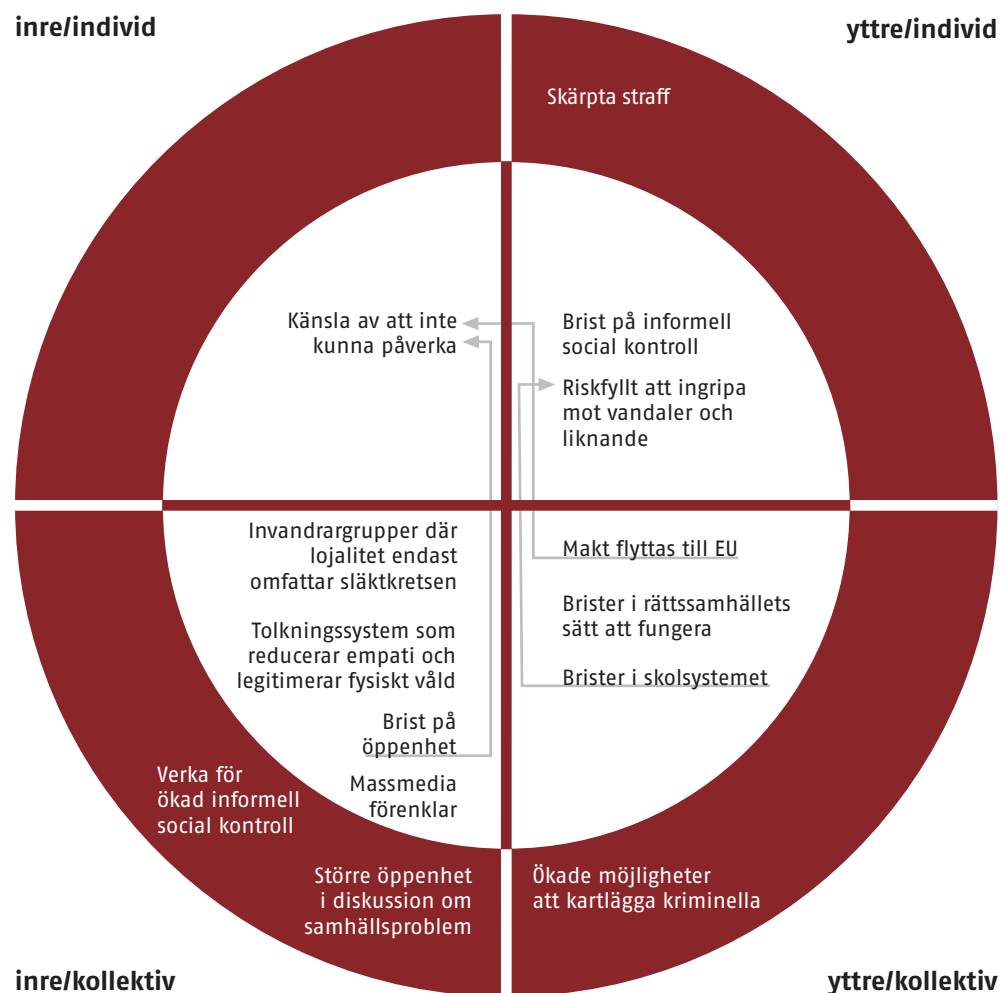 inre/individ
yttre/individ
Skärpta straff
Känsla av att inte
kunna påverka
Brist på informell
social kontroll
Riskfyllt att ingripa
mot vandaler och
liknande
Invandrargrupper där
lojalitet endast
omfattar släktkretsen
Tolkningssystem som
reducerar empati och
legitimerar fysiskt våld
Brist på
öppenhet
Massmedia
förenklar
Makt flyttas till EU
Brister i rättssamhällets
sätt att fungera
Brister i skolsystemet
Verka för
ökad informell
social kontroll
Större öppenhet
i diskussion om
samhällsproblem
Ökade möjligheter
att kartlägga kriminella
inre/kollektiv
yttre/kollektiv